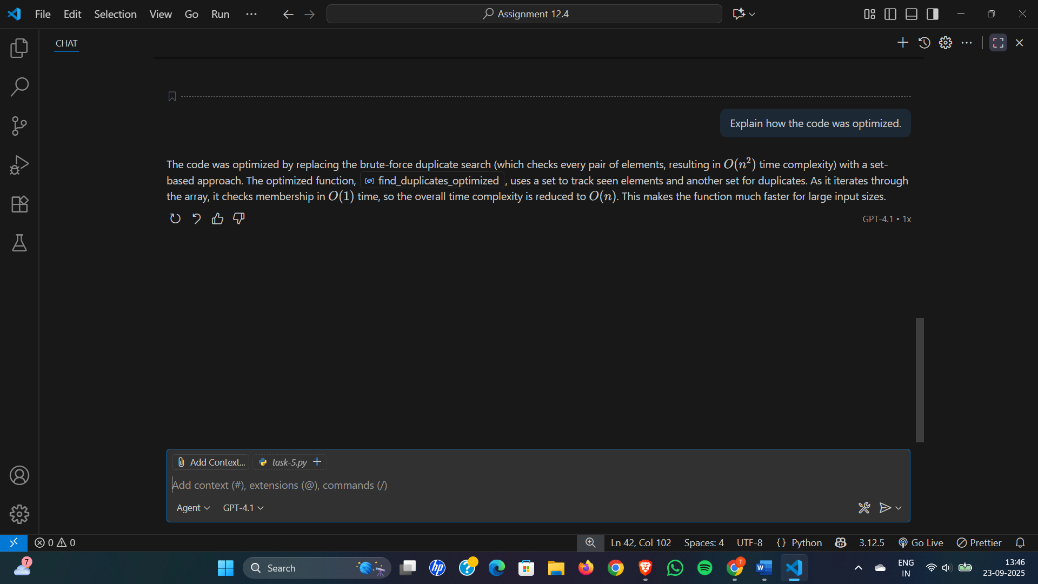 File Edit Selection View Go Run ··· Assignment 12.4
CHAT
Explain how the code was optimized.
The code was optimized by replacing the brute-force duplicate search (which checks every pair of elements, resulting in O(n²) time complexity) with a set-
based approach. The optimized function, find_duplicates_optimized , uses a set to track seen elements and another set for duplicates. As it iterates through
the array, it checks membership in O(1) time, so the overall time complexity is reduced to O(n). This makes the function much faster for large input sizes.
GPT-4.1 • 1x
Add Context... task-5.py +
Add context (#), extensions (@), commands (/)
Agent GPT-4.1
0 0 Ln 42, Col 102 Spaces: 4 UTF-8 {} Python 3.12.5 Go Live Prettier
7 Search ENG 13:46
IN 23-09-2025